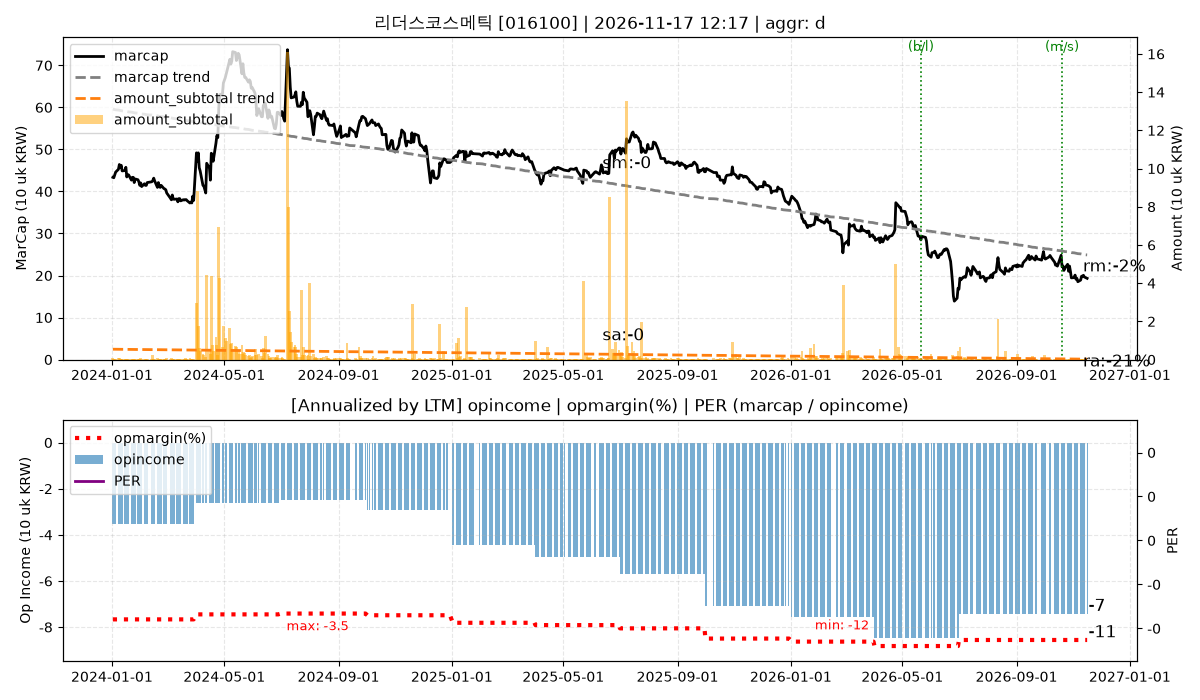 리더스코스메틱 [016100] | 2026-11-17 12:17 | aggr: d
MarCap (10 uk KRW)
70
60
50
40
30
20
10
0
marcap
marcap trend
amount_subtotal trend
amount_subtotal
(b/l)
(m/s)
sm:-0
sa:-0
rm:-2%
ra:-21%
Amount (10 uk KRW)
16
14
12
10
8
6
4
2
0
2024-01-01 2024-05-01 2024-09-01 2025-01-01 2025-05-01 2025-09-01 2026-01-01 2026-05-01 2026-09-01 2027-01-01
[Annualized by LTM] opincome | opmargin(%) | PER (marcap / opincome)
Op Income (10 uk KRW)
0
-2
-4
-6
-8
opmargin(%)
opincome
PER
max: -3.5
min: -12
-7
-11
PER
0
0
0
-0
-0
2024-01-01 2024-05-01 2024-09-01 2025-01-01 2025-05-01 2025-09-01 2026-01-01 2026-05-01 2026-09-01 2027-01-01